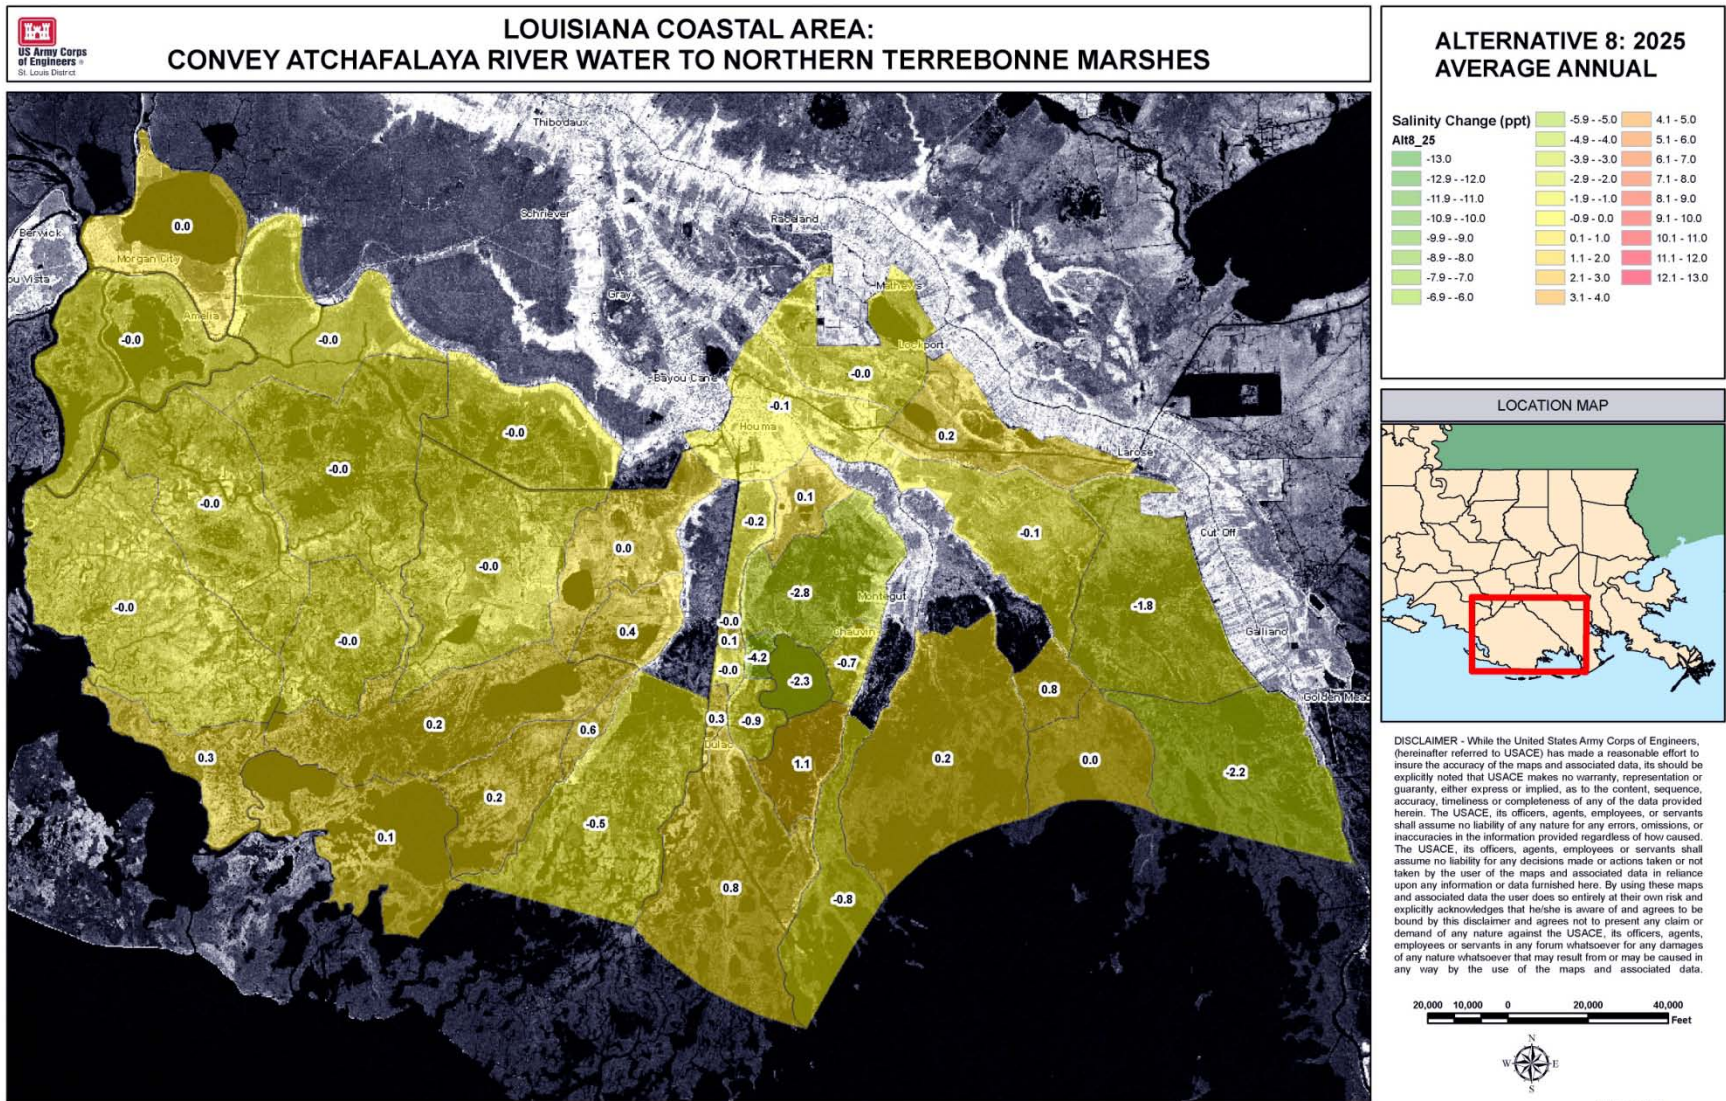 US Army Corps
of Engineers ®
St. Louis District
LOUISIANA COASTAL AREA:
CONVEY ATCHAFALAYA RIVER WATER TO NORTHERN TERREBONNE MARSHES
Thibodaux
Schriever
Raceland
Berwick
0.0
Morgan City
ou Vista
Gray
Mathews
Amelia
-0.0
-0.0
Lockport
Bayou Cane
-0.0
-0.1
Houma
-0.0
0.2
Larose
-0.0
-0.0
0.1
-0.2
-0.1
Cut Off
0.0
-0.0
-2.8
Montegut
-0.0
-1.8
-0.0
0.4
-0.0
Chauvin
Galliano
0.1
-4.2
-0.7
-0.0
-2.3
0.8
Golden Mead
0.2
0.6
0.3
-0.9
Dulac
0.3
1.1
0.2
0.0
-2.2
0.2
-0.5
0.1
0.8
-0.8
ALTERNATIVE 8: 2025
AVERAGE ANNUAL
Salinity Change (ppt)
Alt8_25
-13.0
-12.9 - -12.0
-11.9 - -11.0
-10.9 - -10.0
-9.9 - -9.0
-8.9 - -8.0
-7.9 - -7.0
-6.9 - -6.0
-5.9 - -5.0
-4.9 - -4.0
-3.9 - -3.0
-2.9 - -2.0
-1.9 - -1.0
-0.9 - 0.0
0.1 - 1.0
1.1 - 2.0
2.1 - 3.0
3.1 - 4.0
4.1 - 5.0
5.1 - 6.0
6.1 - 7.0
7.1 - 8.0
8.1 - 9.0
9.1 - 10.0
10.1 - 11.0
11.1 - 12.0
12.1 - 13.0
LOCATION MAP
DISCLAIMER - While the United States Army Corps of Engineers,
(hereinafter referred to USACE) has made a reasonable effort to
insure the accuracy of the maps and associated data, its should be
explicitly noted that USACE makes no warranty, representation or
guaranty, either express or implied, as to the content, sequence,
accuracy, timeliness or completeness of any of the data provided
herein. The USACE, its officers, agents, employees, or servants
shall assume no liability of any nature for any errors, omissions, or
inaccuracies in the information provided regardless of how caused.
The USACE, its officers, agents, employees or servants shall
assume no liability for any decisions made or actions taken or not
taken by the user of the maps and associated data in reliance
upon any information or data furnished here. By using these maps
and associated data the user does so entirely at their own risk and
explicitly acknowledges that he/she is aware of and agrees to be
bound by this disclaimer and agrees not to present any claim or
demand of any nature against the USACE, its officers, agents,
employees or servants in any forum whatsoever for any damages
of any nature whatsoever that may result from or may be caused in
any way by the use of the maps and associated data.
20,000 10,000 0 20,000 40,000
Feet
N
W E
S